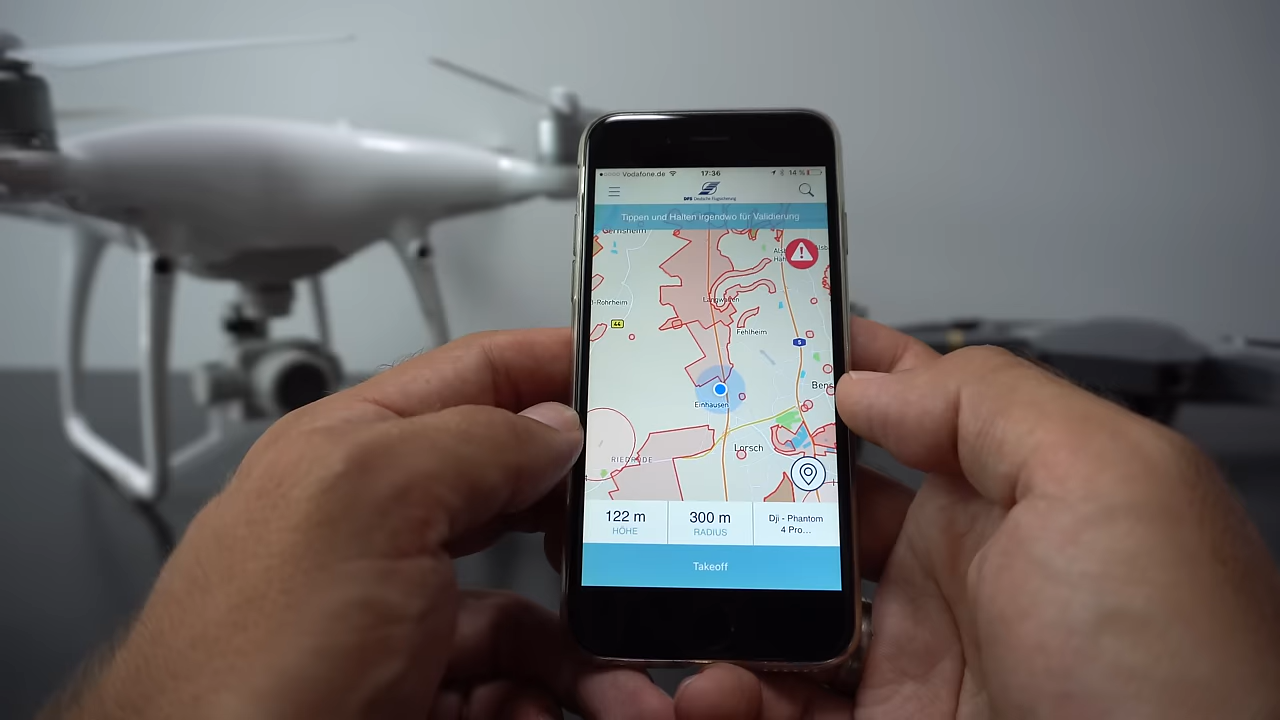 Vodafone.de
17:36
14 %
DFS Deutsche Flugsicherung
Tippen und Halten irgendwo für Validierung
Gernsheim
-Rohrheim
44
Langwaden
Fehlheim
5
Bens
Einhausen
Lorsch
RIEDRODE
122 m
300 m
Dji - Phantom
4 Pro...
HÖHE
RADIUS
Takeoff